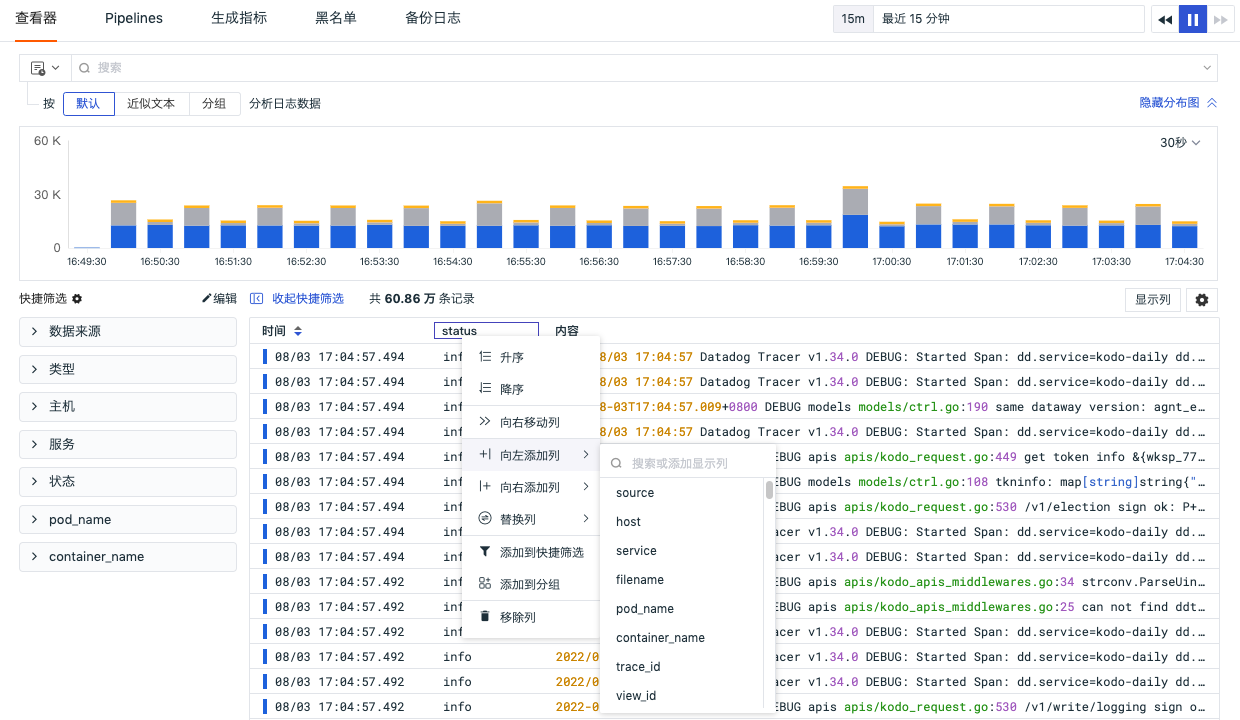 查看器 Pipelines 生成指标 黑名单 备份日志 15m 最近 15 分钟
搜索
按 默认 近似文本 分组 分析日志数据 隐藏分布图
30秒
60 K
30 K
0
16:49:30 16:50:30 16:51:30 16:52:30 16:53:30 16:54:30 16:55:30 16:56:30 16:57:30 16:58:30 16:59:30 17:00:30 17:01:30 17:02:30 17:03:30 17:04:30
快捷筛选 编辑 收起快捷筛选 共 60.86 万 条记录 显示列
数据来源
类型
主机
服务
状态
pod_name
container_name
时间 status 内容
08/03 17:04:57.494 inf 8/03 17:04:57 Datadog Tracer v1.34.0 DEBUG: Started Span: dd.service=kodo-daily dd.…
08/03 17:04:57.494 inf 8/03 17:04:57 Datadog Tracer v1.34.0 DEBUG: Started Span: dd.service=kodo-daily dd.…
08/03 17:04:57.494 inf 8-03T17:04:57.009+0800 DEBUG models models/ctrl.go:190 same dataway version: agnt_e…
08/03 17:04:57.494 inf 8/03 17:04:57 Datadog Tracer v1.34.0 DEBUG: Started Span: dd.service=kodo-daily dd.…
08/03 17:04:57.494 inf EBUG apis apis/kodo_request.go:449 get token info &{wksp_77…
08/03 17:04:57.494 inf EBUG models models/ctrl.go:108 tkninfo: map[string]string{"…
08/03 17:04:57.494 inf EBUG apis apis/kodo_request.go:530 /v1/election sign ok: P+…
08/03 17:04:57.494 inf acer v1.34.0 DEBUG: Started Span: dd.service=kodo-daily dd.…
08/03 17:04:57.494 inf acer v1.34.0 DEBUG: Started Span: dd.service=kodo-daily dd.…
08/03 17:04:57.492 inf EBUG apis apis/kodo_apis_middlewares.go:34 strconv.ParseUin…
08/03 17:04:57.492 inf EBUG apis apis/kodo_apis_middlewares.go:25 can not find ddt…
08/03 17:04:57.492 inf acer v1.34.0 DEBUG: Started Span: dd.service=kodo-daily dd.…
08/03 17:04:57.492 info 2022/0 acer v1.34.0 DEBUG: Started Span: dd.service=kodo-daily dd.…
08/03 17:04:57.492 info 2022/0 acer v1.34.0 DEBUG: Started Span: dd.service=kodo-daily dd.…
08/03 17:04:57.492 info 2022-0 EBUG apis apis/kodo_request.go:530 /v1/write/logging sign o…
升序
降序
向右移动列
向左添加列
向右添加列
替换列
添加到快捷筛选
添加到分组
移除列
搜索或添加显示列
source
host
service
filename
pod_name
container_name
trace_id
view_id